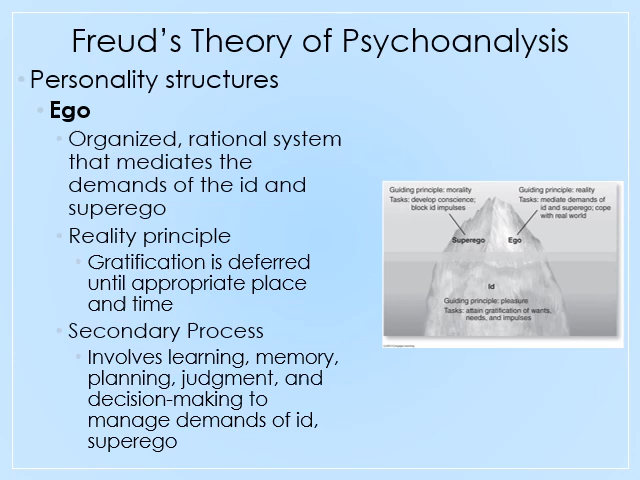 Freud's Theory of Psychoanalysis
• Personality structures
• Ego
• Organized, rational system
that mediates the
demands of the id and
superego
• Reality principle
• Gratification is deferred
until appropriate place
and time
• Secondary Process
• Involves learning, memory,
planning, judgment, and
decision-making to
manage demands of id,
superego
Guiding principle: morality
Tasks: develop conscience;
block id impulses
Guiding principle: reality
Tasks: mediate demands of
id and superego; cope
with real world
Superego
Ego
Id
Guiding principle: pleasure
Tasks: attain gratification of wants,
needs, and impulses